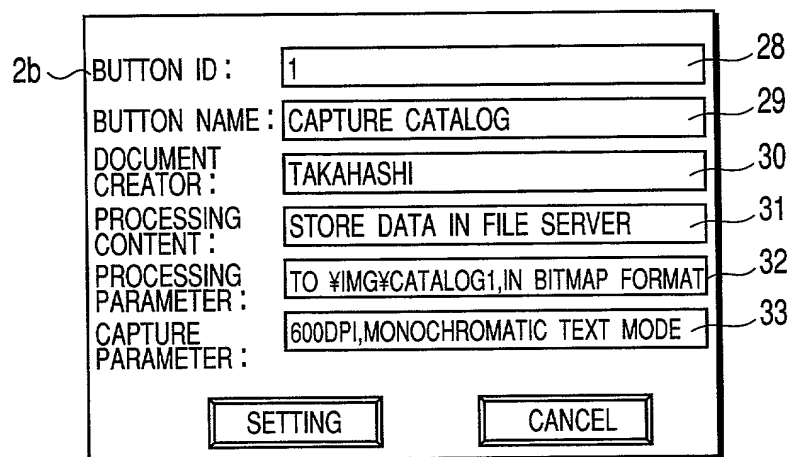 2b BUTTON ID : 1 28
BUTTON NAME : CAPTURE CATALOG 29
DOCUMENT
CREATOR : TAKAHASHI 30
PROCESSING
CONTENT : STORE DATA IN FILE SERVER 31
PROCESSING
PARAMETER : TO ¥IMG¥CATALOG1,IN BITMAP FORMAT 32
CAPTURE
PARAMETER : 600DPI,MONOCHROMATIC TEXT MODE 33
SETTING CANCEL